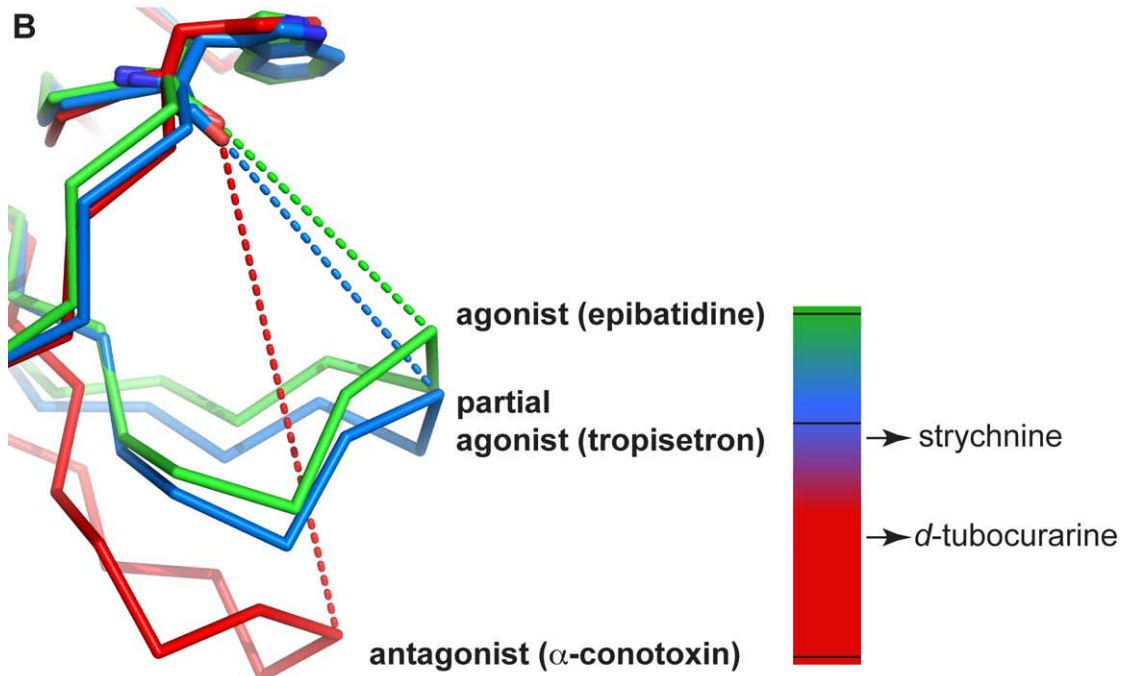 B
agonist (epibatidine)
partial
agonist (tropisetron)
strychnine
d-tubocurarine
antagonist (α-conotoxin)